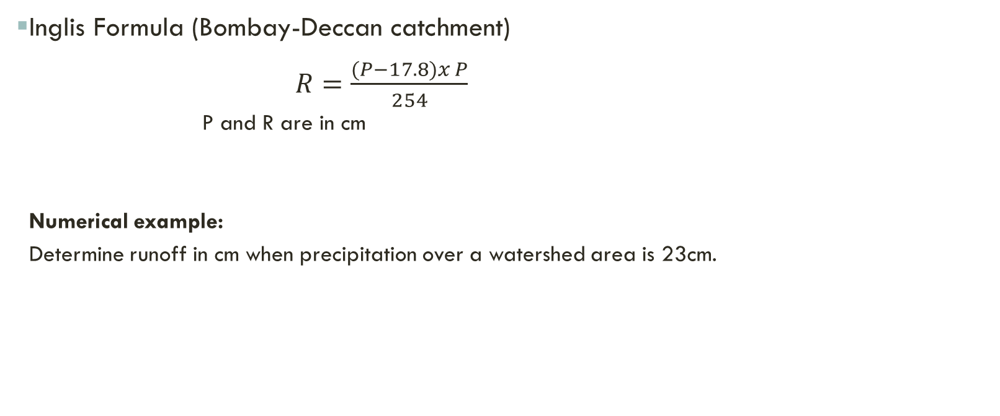 ▪Inglis Formula (Bombay-Deccan catchment)
R = (P−17.8)x P / 254
P and R are in cm
Numerical example:
Determine runoff in cm when precipitation over a watershed area is 23cm.